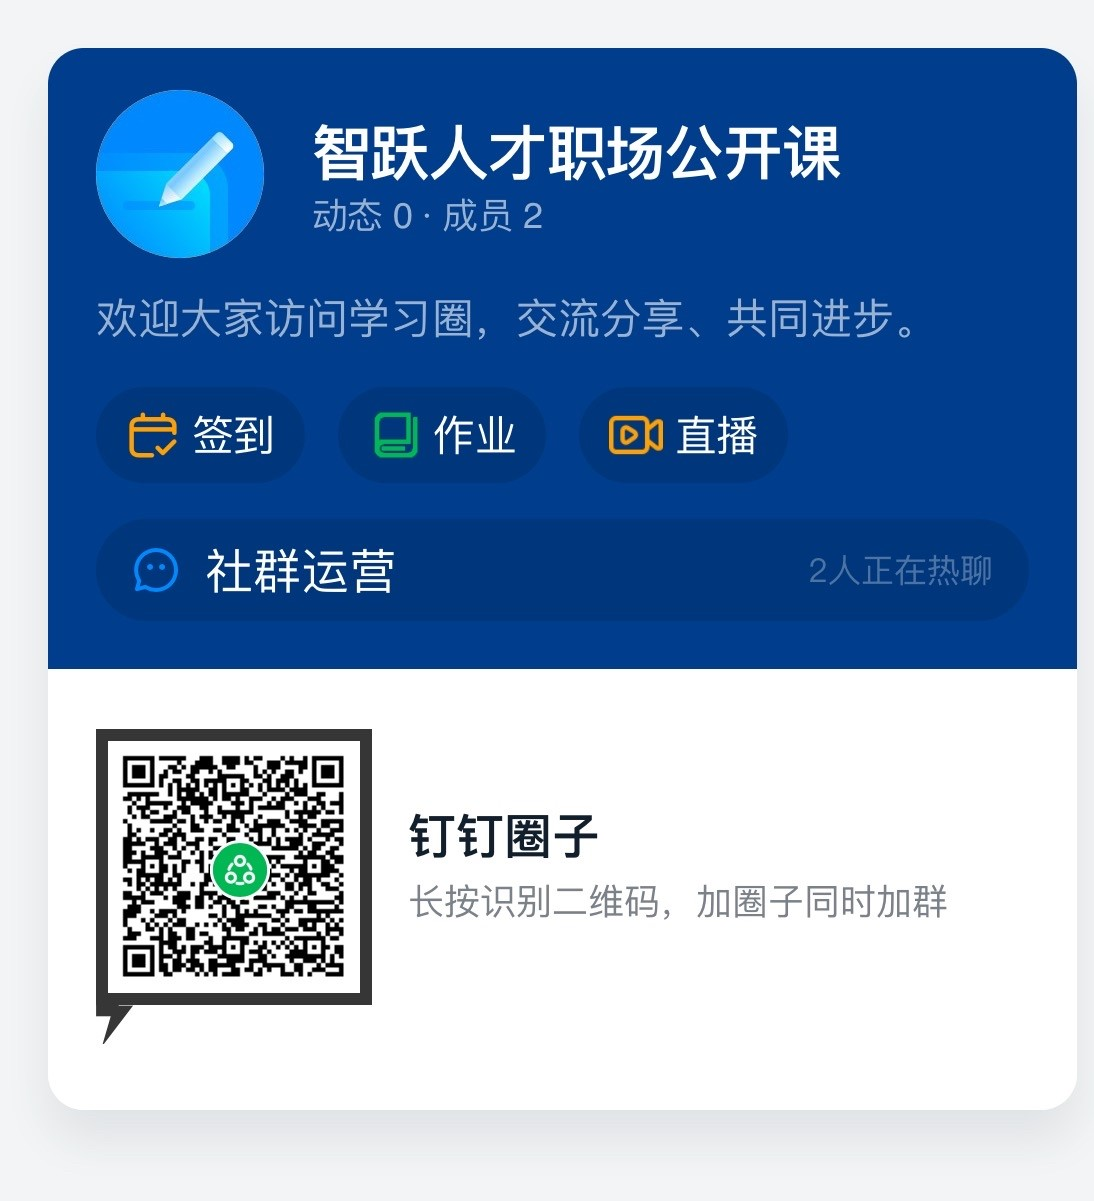 智跃人才职场公开课
动态 0 · 成员 2
欢迎大家访问学习圈，交流分享、共同进步。
签到 作业 直播
社群运营 2人正在热聊
钉钉圈子
长按识别二维码，加圈子同时加群